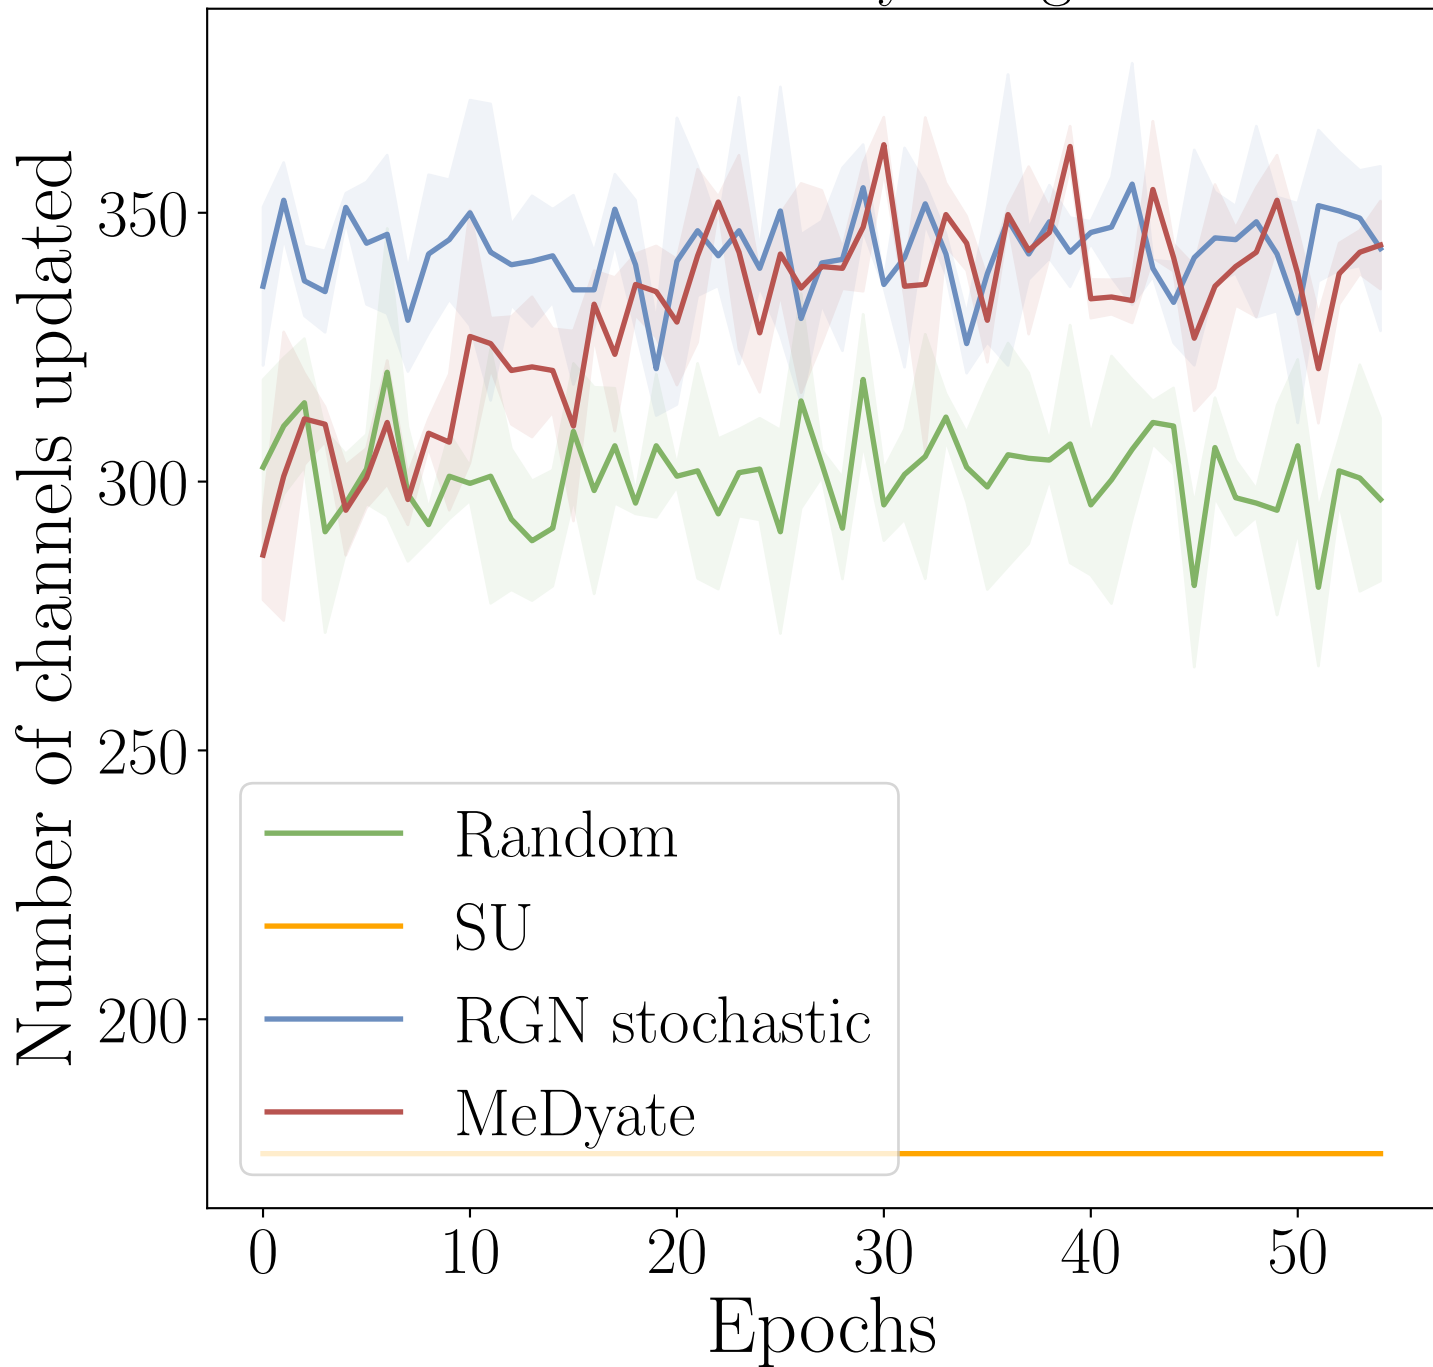 Number of channels updated
350
300
250
200
Random
SU
RGN stochastic
MeDyate
0 10 20 30 40 50
Epochs